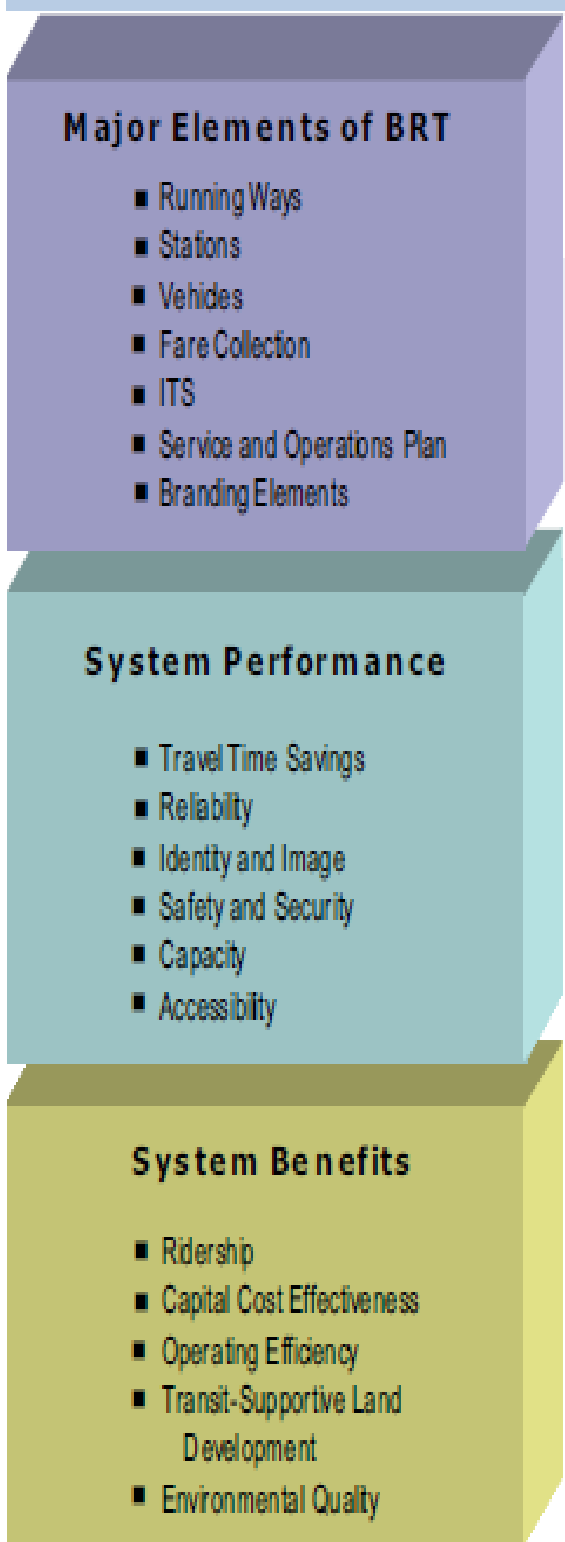 Major Elements of BRT
■ Running Ways
■ Stations
■ Vehicles
■ Fare Collection
■ ITS
■ Service and Operations Plan
■ Branding Elements
System Performance
■ Travel Time Savings
■ Reliability
■ Identity and Image
■ Safety and Security
■ Capacity
■ Accessibility
System Benefits
■ Ridership
■ Capital Cost Effectiveness
■ Operating Efficiency
■ Transit-Supportive Land
Development
■ Environmental Quality